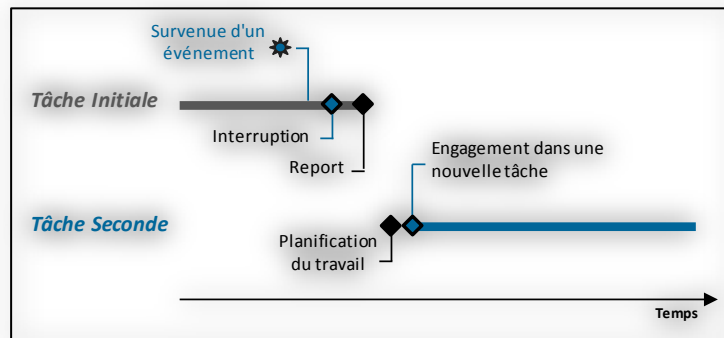 Survenue d'un
événement
Tâche Initiale
Interruption
Report
Engagement dans une
nouvelle tâche
Tâche Seconde
Planification
du travail
Temps